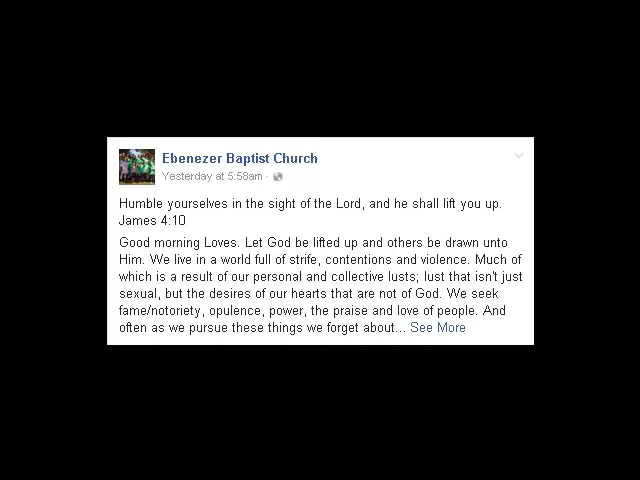 Ebenezer Baptist Church
Yesterday at 5:58am ·
Humble yourselves in the sight of the Lord, and he shall lift you up.
James 4:10
Good morning Loves. Let God be lifted up and others be drawn unto
Him. We live in a world full of strife, contentions and violence. Much of
which is a result of our personal and collective lusts; lust that isn't just
sexual, but the desires of our hearts that are not of God. We seek
fame/notoriety, opulence, power, the praise and love of people. And
often as we pursue these things we forget about... See More